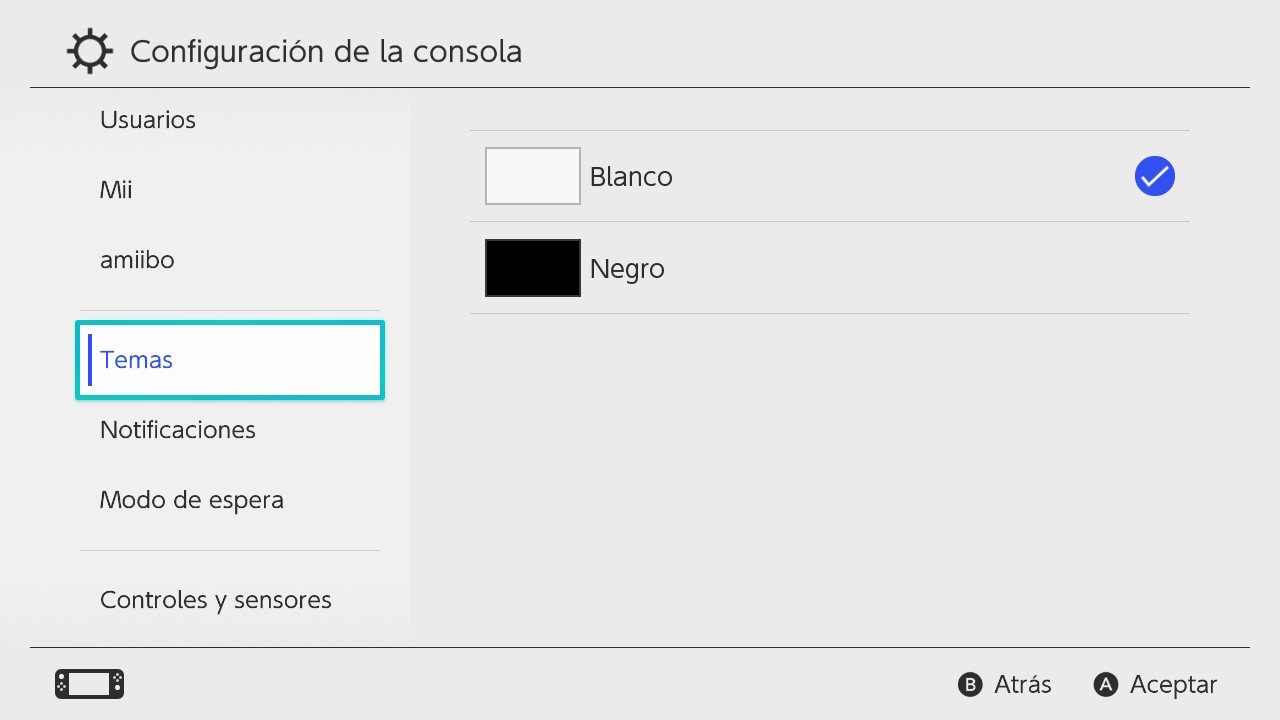 Configuración de la consola
Usuarios
Mii
amiibo
Temas
Notificaciones
Modo de espera
Controles y sensores
Blanco
Negro
B Atrás
A Aceptar